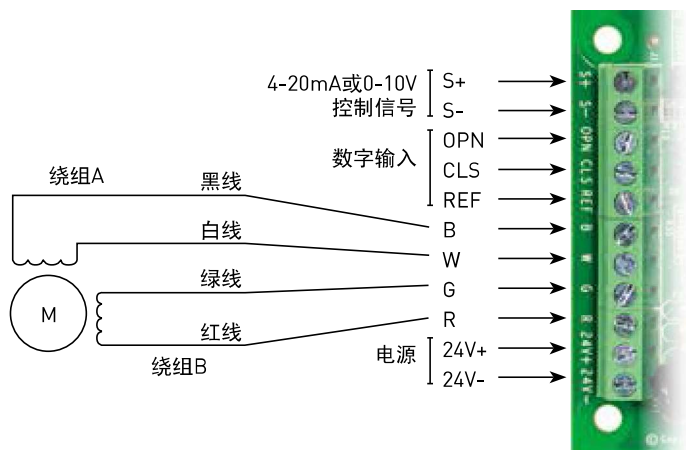 4-20mA或0-10V
控制信号
S+
S-
数字输入
OPN
CLS
REF
绕组A
黑线
B
白线
W
绿线
G
M
红线
R
绕组B
电源
24V+
24V-
S+ S- OPN CLS REF B W G R 24V+ 24V-